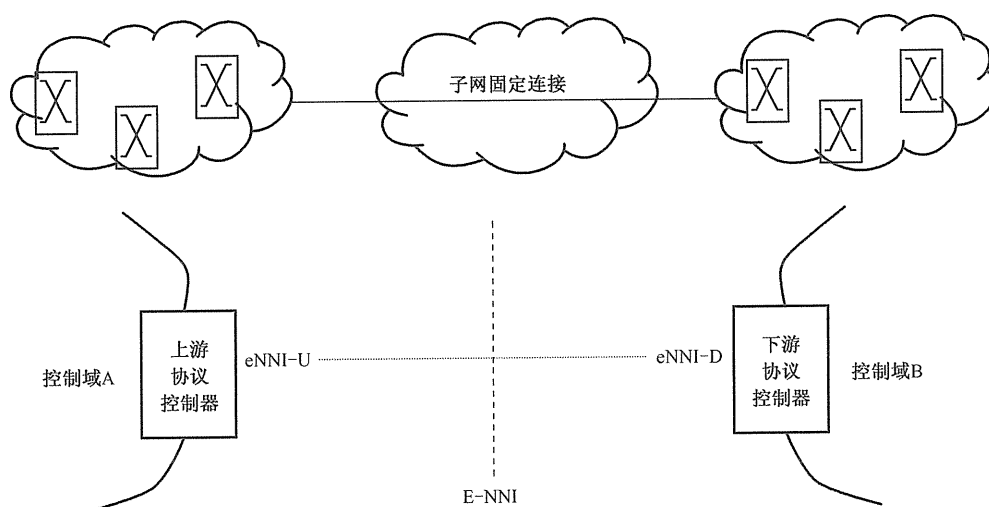 子网固定连接
控制域A
上游
协议
控制器
eNNI-U
eNNI-D
下游
协议
控制器
控制域B
E-NNI